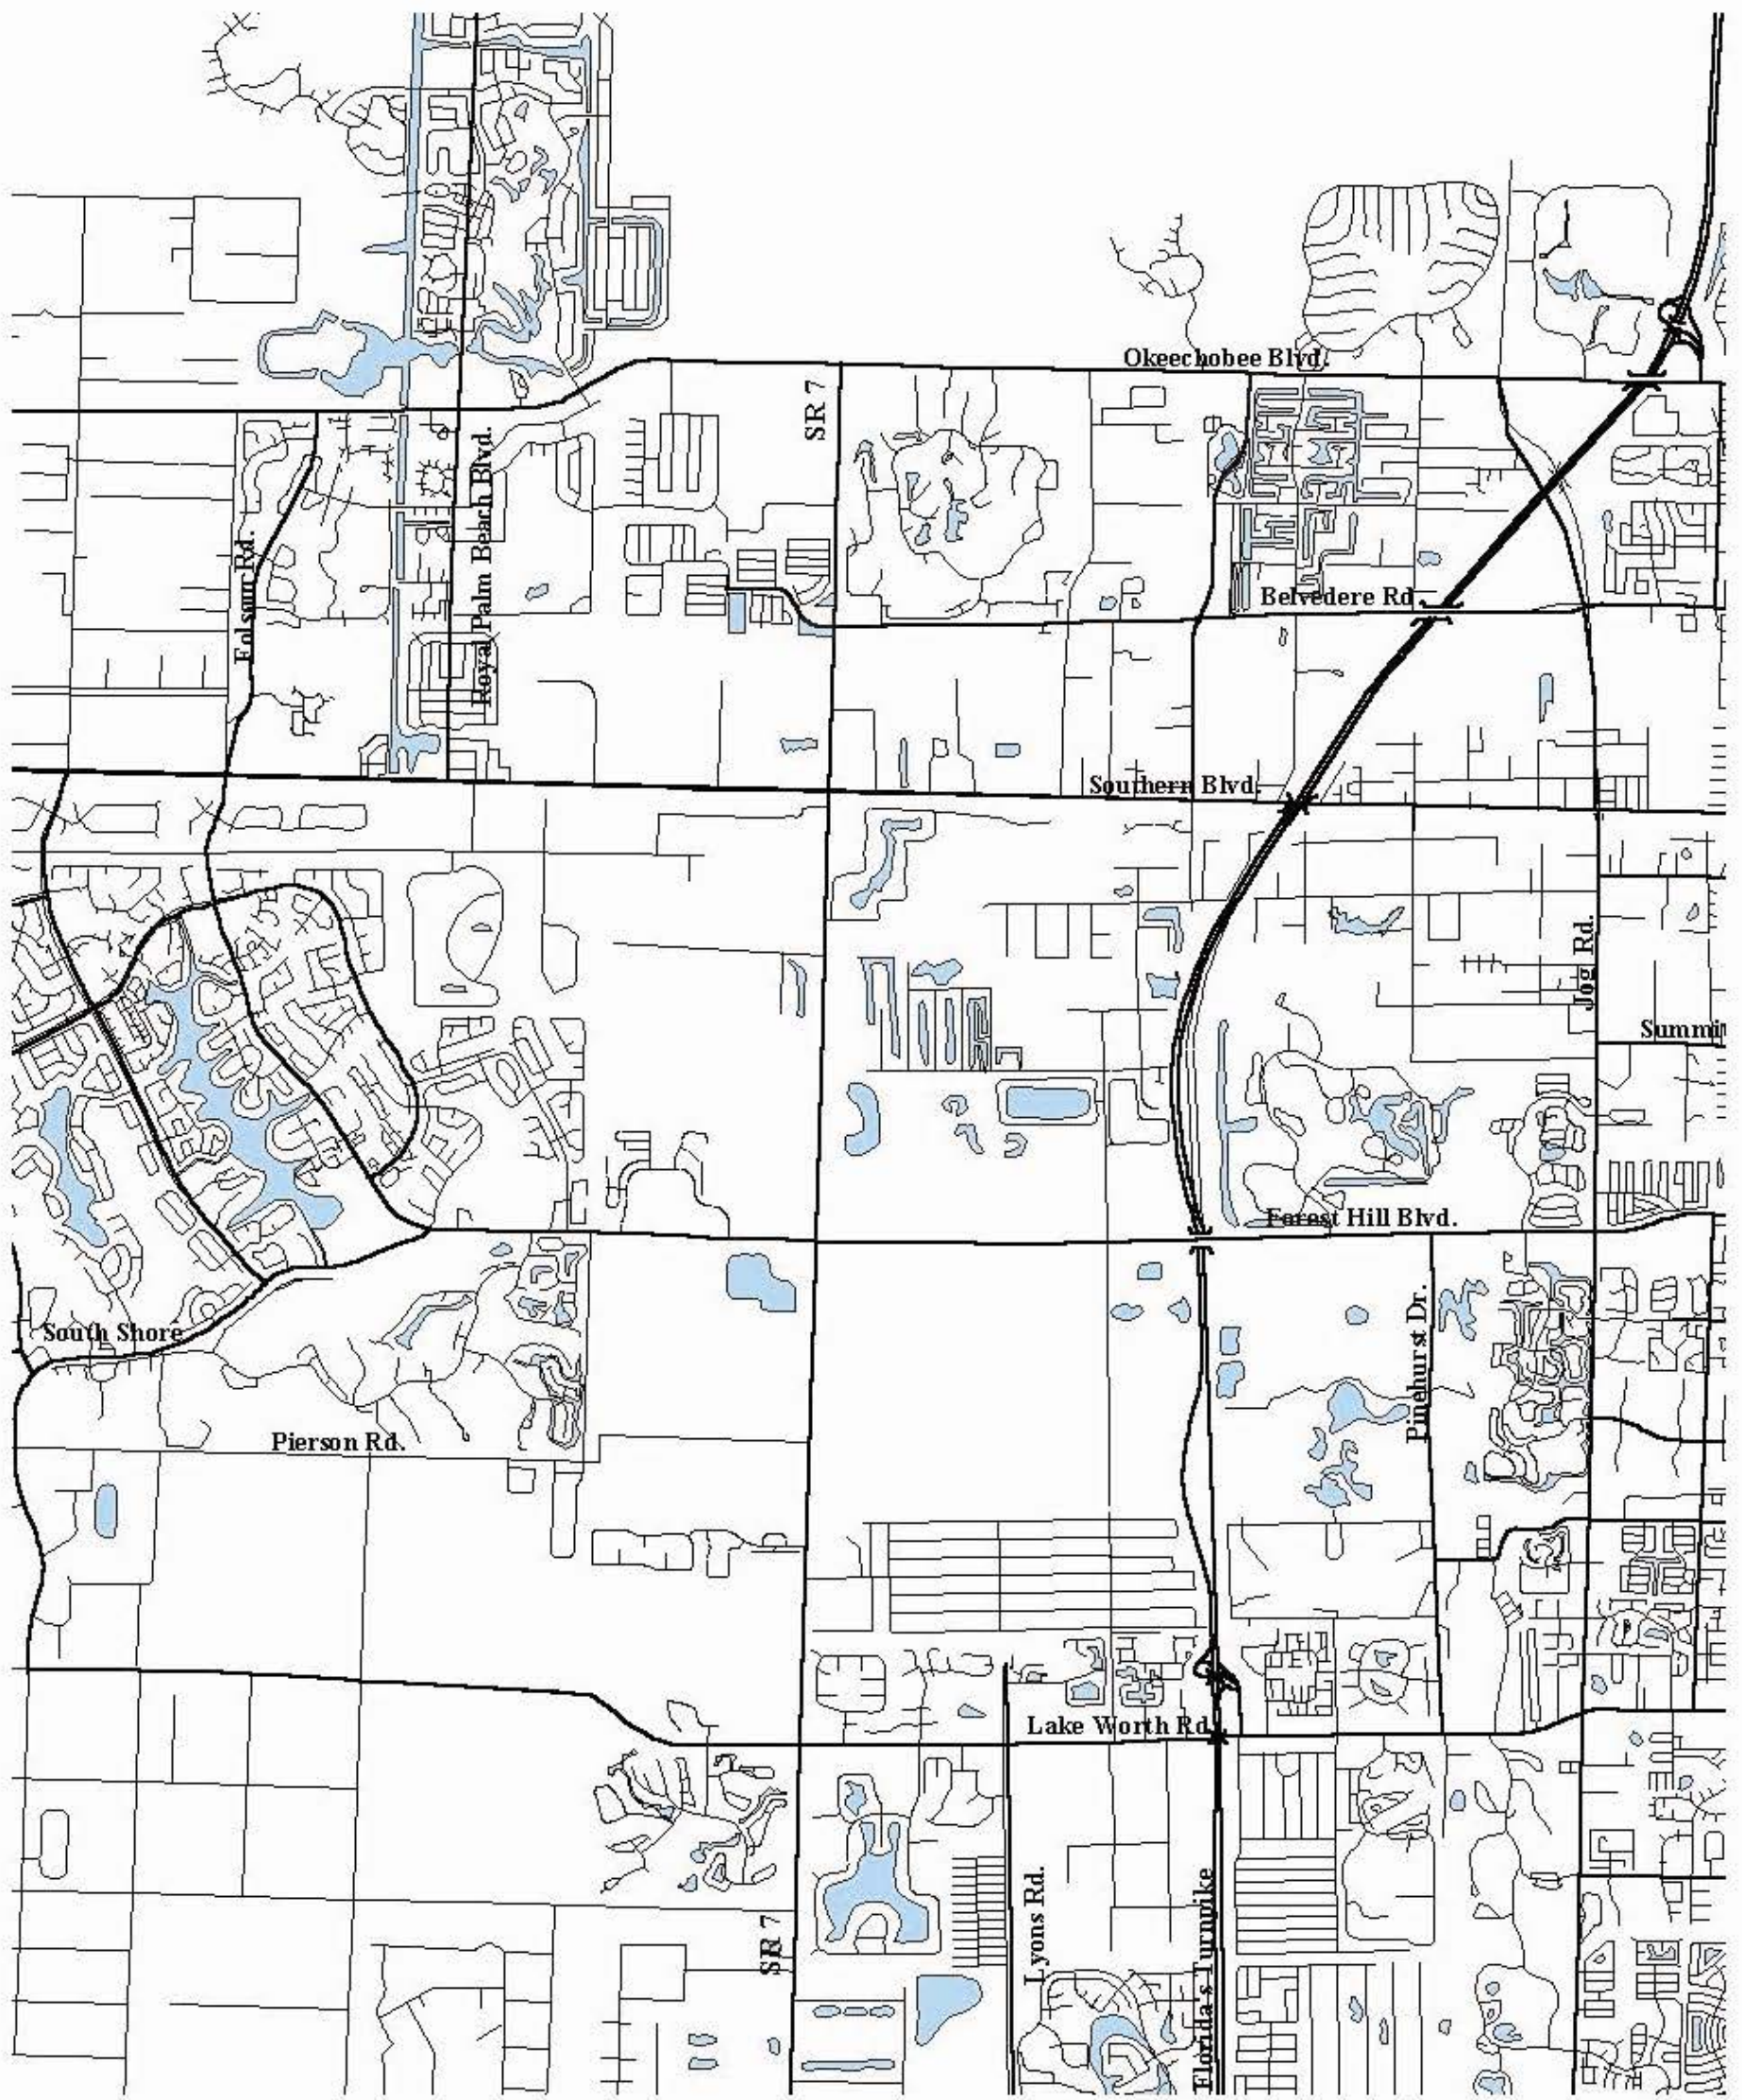 Okeechobee Blvd.
SR 7
Royal Palm Beach Blvd.
Folsom Rd.
Belvedere Rd.
Southern Blvd.
Jog Rd.
Summi
Forest Hill Blvd.
South Shore
Pinehurst Dr.
Pierson Rd.
Lake Worth Rd.
Lyons Rd.
Florida's Turnpike
SR 7